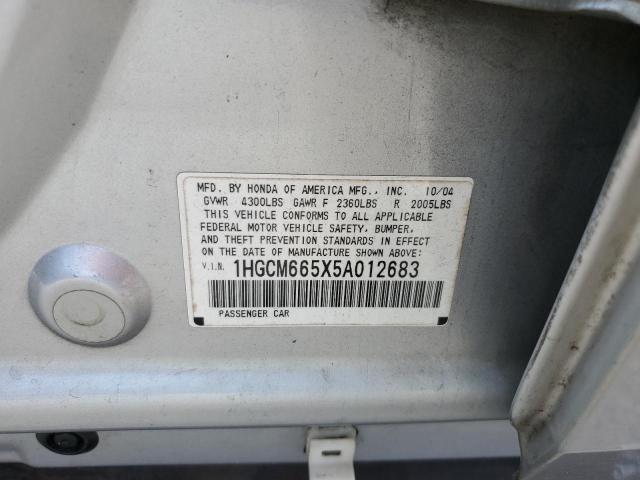 MFD. BY HONDA OF AMERICA MFG., INC. 10/04
GVWR 4300LBS GAWR F 2360LBS R 2005LBS
THIS VEHICLE CONFORMS TO ALL APPLICABLE
FEDERAL MOTOR VEHICLE SAFETY, BUMPER,
AND THEFT PREVENTION STANDARDS IN EFFECT
ON THE DATE OF MANUFACTURE SHOWN ABOVE:
V.I.N. 1HGCM665X5A012683
PASSENGER CAR